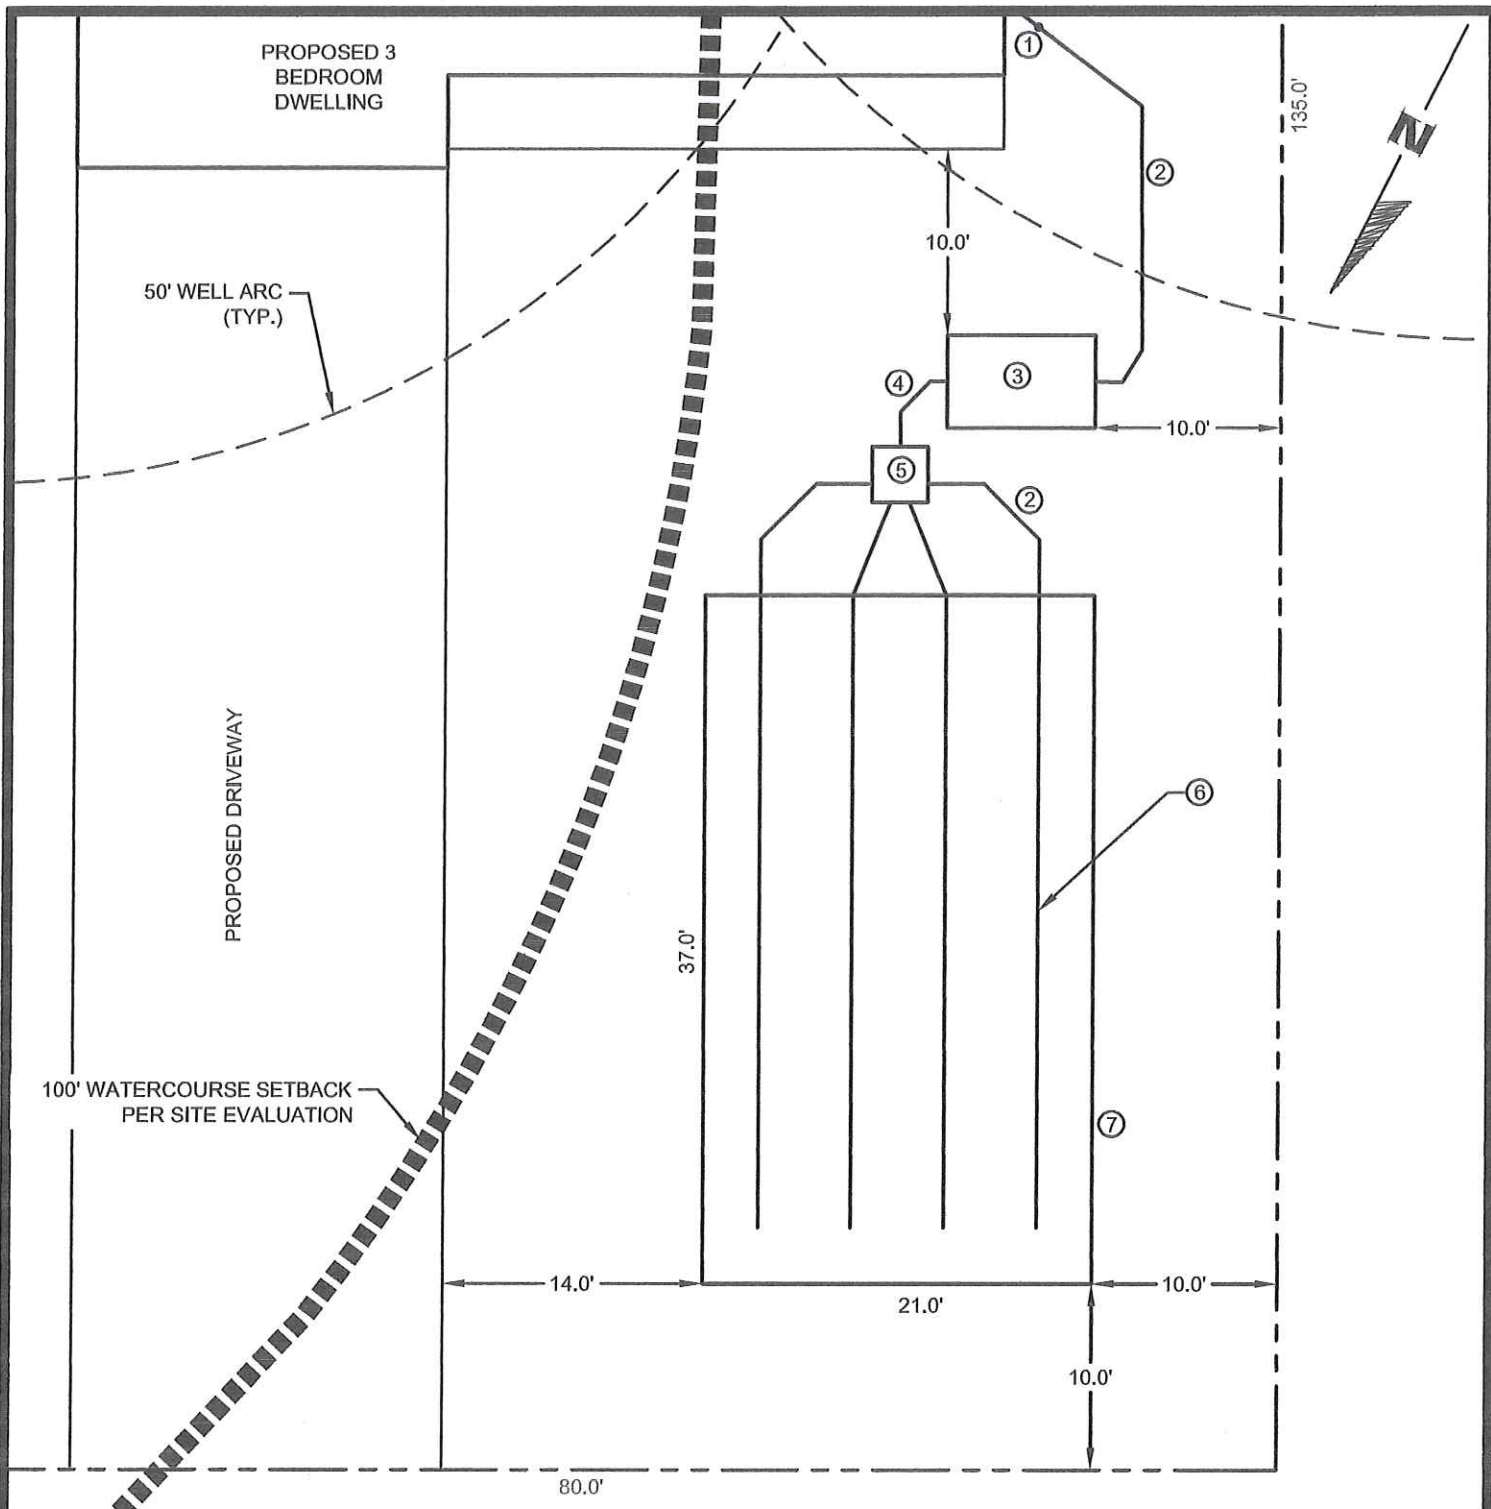 PROPOSED 3
BEDROOM
DWELLING
1
135.0'
N
2
10.0'
50' WELL ARC
(TYP.)
4
3
10.0'
5
2
PROPOSED DRIVEWAY
6
37.0'
100' WATERCOURSE SETBACK
PER SITE EVALUATION
7
14.0'
10.0'
21.0'
10.0'
80.0'